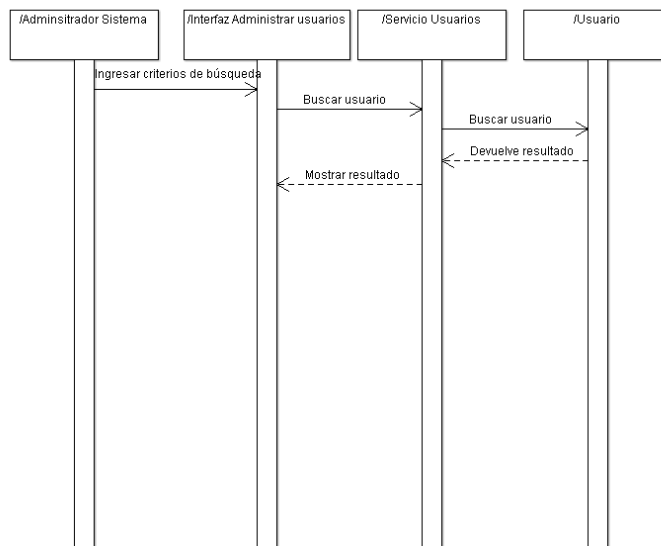 /Adminsitrador Sistema
/Interfaz Administrar usuarios
/Servicio Usuarios
/Usuario
Ingresar criterios de búsqueda
Buscar usuario
Buscar usuario
Devuelve resultado
Mostrar resultado